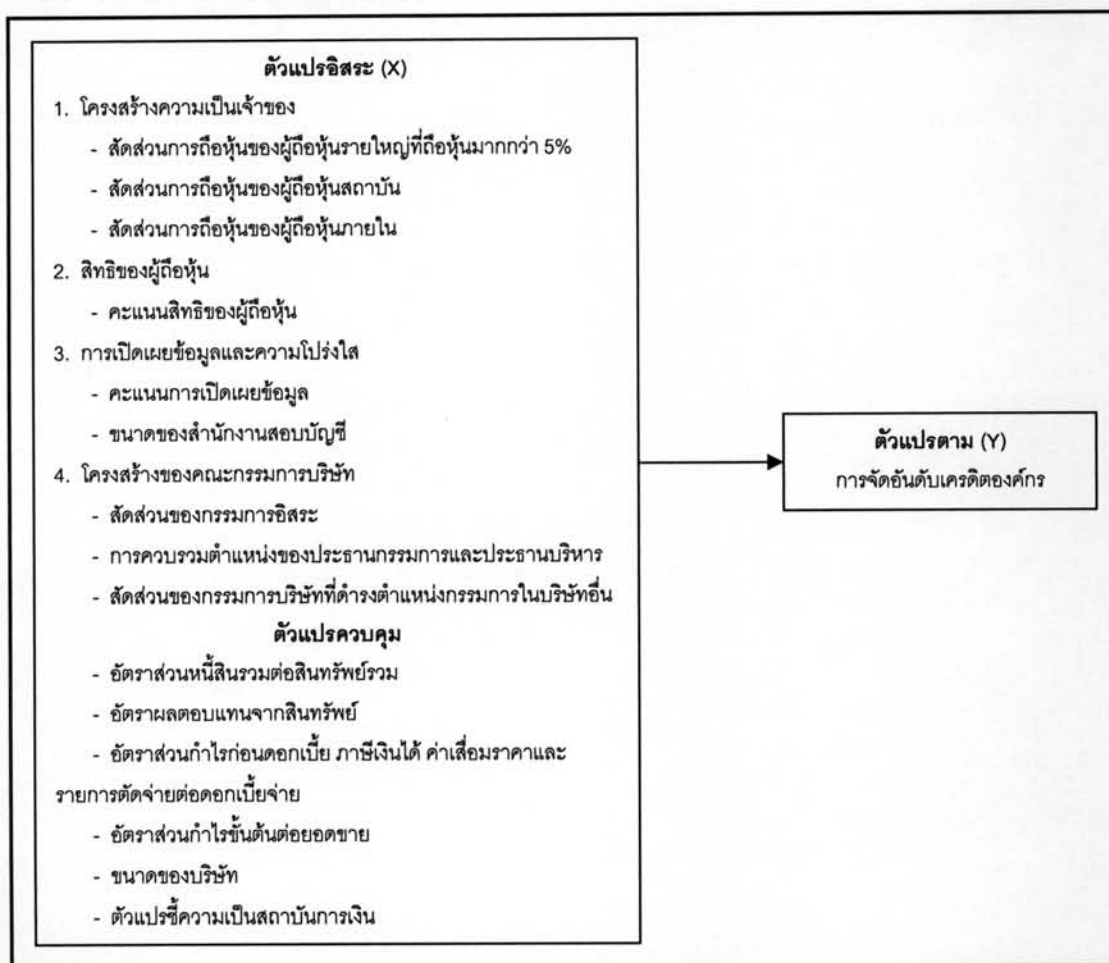 ตัวแปรอิสระ (X)
1. โครงสร้างความเป็นเจ้าของ
- สัดส่วนการถือหุ้นของผู้ถือหุ้นรายใหญ่ที่ถือหุ้นมากกว่า 5%
- สัดส่วนการถือหุ้นของผู้ถือหุ้นสถาบัน
- สัดส่วนการถือหุ้นของผู้ถือหุ้นภายใน
2. สิทธิของผู้ถือหุ้น
- คะแนนสิทธิของผู้ถือหุ้น
3. การเปิดเผยข้อมูลและความโปร่งใส
- คะแนนการเปิดเผยข้อมูล
- ขนาดของสำนักงานสอบบัญชี
4. โครงสร้างของคณะกรรมการบริษัท
- สัดส่วนของกรรมการอิสระ
- การควบรวมตำแหน่งของประธานกรรมการและประธานบริหาร
- สัดส่วนของกรรมการบริษัทที่ดำรงตำแหน่งกรรมการในบริษัทอื่น
ตัวแปรควบคุม
- อัตราส่วนหนี้สินรวมต่อสินทรัพย์รวม
- อัตราผลตอบแทนจากสินทรัพย์
- อัตราส่วนกำไรก่อนดอกเบี้ย ภาษีเงินได้ ค่าเสื่อมราคาและ
รายการตัดจ่ายต่อดอกเบี้ยจ่าย
- อัตราส่วนกำไรขั้นต้นต่อยอดขาย
- ขนาดของบริษัท
- ตัวแปรชี้ความเป็นสถาบันการเงิน
ตัวแปรตาม (Y)
การจัดอันดับเครดิตองค์กร